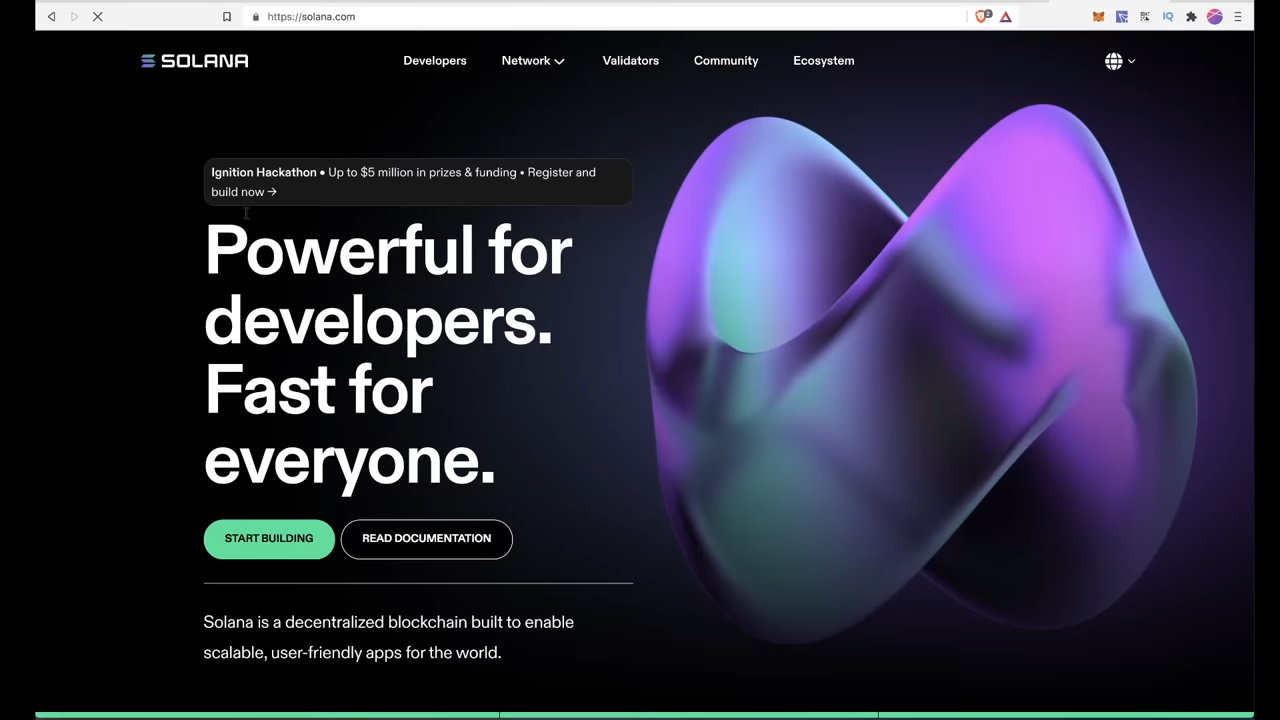 https://solana.com
2
IQ
SOLANA
Developers
Network
Validators
Community
Ecosystem
Ignition Hackathon • Up to $5 million in prizes & funding • Register and
build now →
Powerful for
developers.
Fast for
everyone.
START BUILDING
READ DOCUMENTATION
Solana is a decentralized blockchain built to enable
scalable, user-friendly apps for the world.